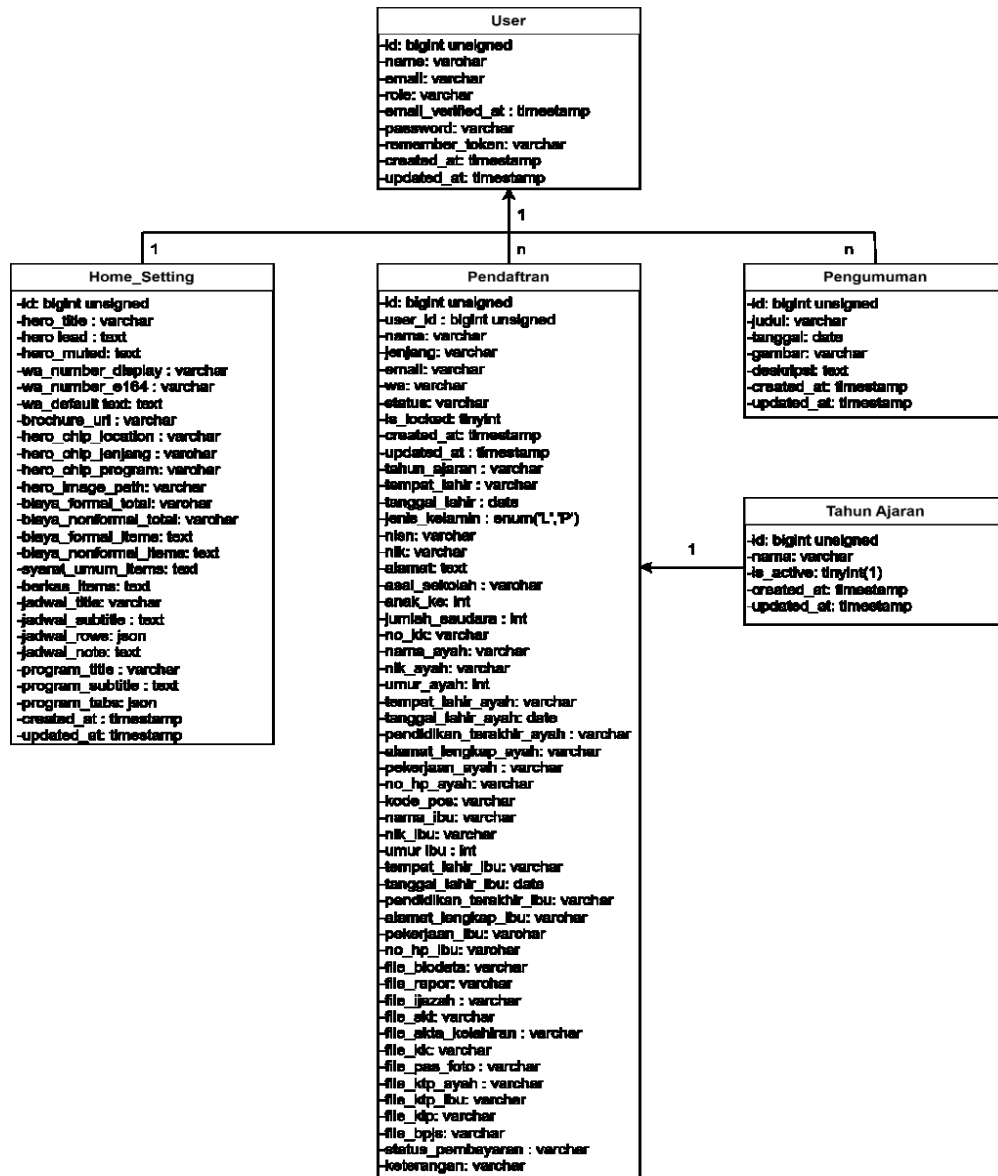 User
-id: bigint unsigned
-name: varchar
-email: varchar
-role: varchar
-email_verified_at : timestamp
-password: varchar
-remember_token: varchar
-created_at: timestamp
-updated_at: timestamp
1
1
n
n
Home_Setting
-id: bigint unsigned
-hero_title : varchar
-hero lead : text
-hero_muted: text
-wa_number_display : varchar
-wa_number_e164 : varchar
-wa_default text: text
-brochure_url : varchar
-hero_chip_location : varchar
-hero_chip_jenjang : varchar
-hero_chip_program: varchar
-hero_image_path: varchar
-biaya_formal_total: varchar
-biaya_nonformal_total: varchar
-biaya_formal_items: text
-biaya_nonformal_items: text
-syarat_umum_items: text
-berkas_items: text
-jadwal_title: varchar
-jadwal_subtitle : text
-jadwal_rows: json
-jadwal_note: text
-program_title : varchar
-program_subtitle : text
-program_tabs: json
-created_at : timestamp
-updated_at: timestamp
Pendaftran
-id: bigint unsigned
-user_id : bigint unsigned
-nama: varchar
-jenjang: varchar
-email: varchar
-wa: varchar
-status: varchar
-is_locked: tinyint
-created_at: timestamp
-updated_at : timestamp
-tahun_ajaran : varchar
-tempat_lahir : varchar
-tanggal_lahir : date
-jenis_kelamin : enum('L','P')
-nisn: varchar
-nik: varchar
-alamat: text
-asal_sekolah : varchar
-anak_ke: int
-jumlah_saudara : int
-no_kk: varchar
-nama_ayah: varchar
-nik_ayah: varchar
-umur_ayah: int
-tempat_lahir_ayah: varchar
-tanggal_lahir_ayah: date
-pendidikan_terakhir_ayah : varchar
-alamat_lengkap_ayah: varchar
-pekerjaan_ayah : varchar
-no_hp_ayah: varchar
-kode_pos: varchar
-nama_ibu: varchar
-nik_ibu: varchar
-umur ibu : int
-tempat_lahir_ibu: varchar
-tanggal_lahir_ibu: date
-pendidikan_terakhir_ibu: varchar
-alamat_lengkap_ibu: varchar
-pekerjaan_ibu: varchar
-no_hp_ibu: varchar
-file_biodata: varchar
-file_rapor: varchar
-file_ijazah : varchar
-file_skl: varchar
-file_akta_kelahiran : varchar
-file_kk: varchar
-file_pas_foto : varchar
-file_ktp_ayah : varchar
-file_ktp_ibu: varchar
-file_kip: varchar
-file_bpjs: varchar
-status_pembayaran : varchar
-keterangan: varchar
Pengumuman
-id: bigint unsigned
-judul: varchar
-tanggal: date
-gambar: varchar
-deskripsi: text
-created_at: timestamp
-updated_at: timestamp
1
Tahun Ajaran
-id: bigint unsigned
-nama: varchar
-is_active: tinyint(1)
-created_at: timestamp
-updated_at: timestamp